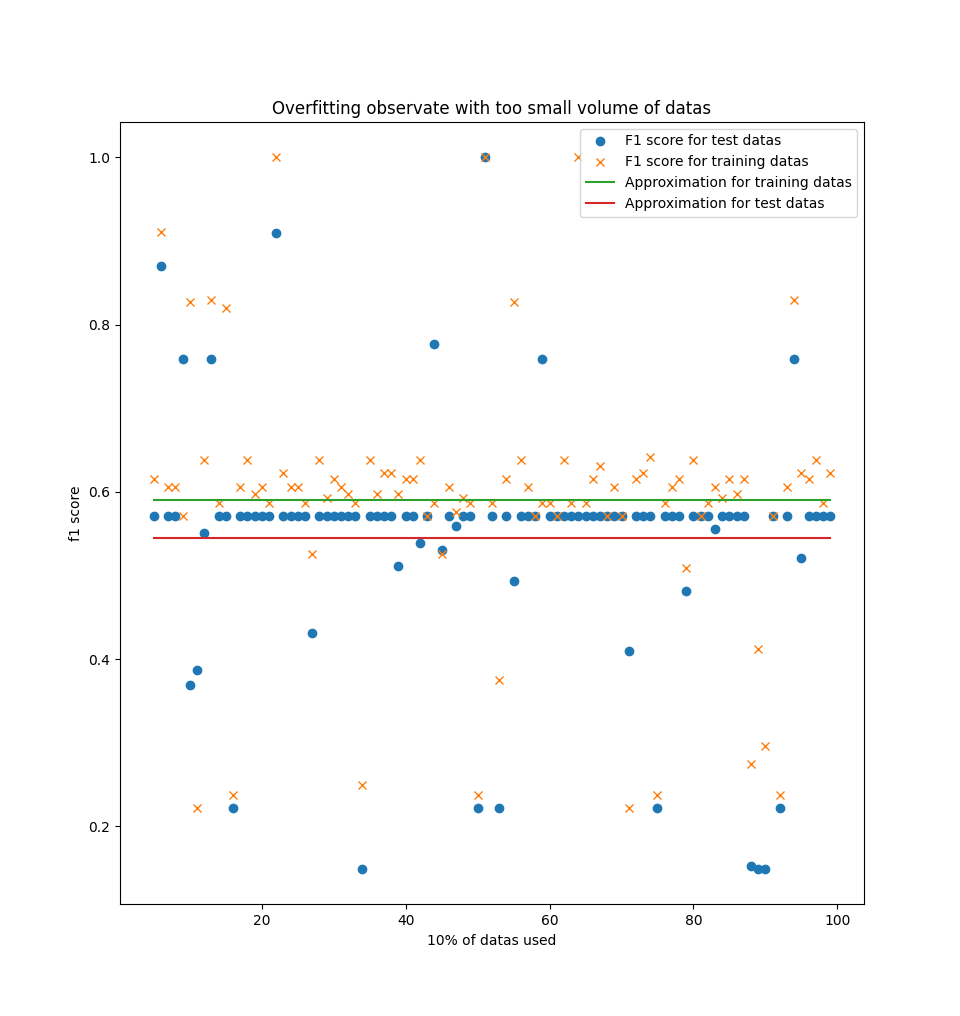 Overfitting observate with too small volume of datas
F1 score for test datas
F1 score for training datas
Approximation for training datas
Approximation for test datas
1.0
0.8
0.6
0.4
0.2
f1 score
20 40 60 80 100
10% of datas used